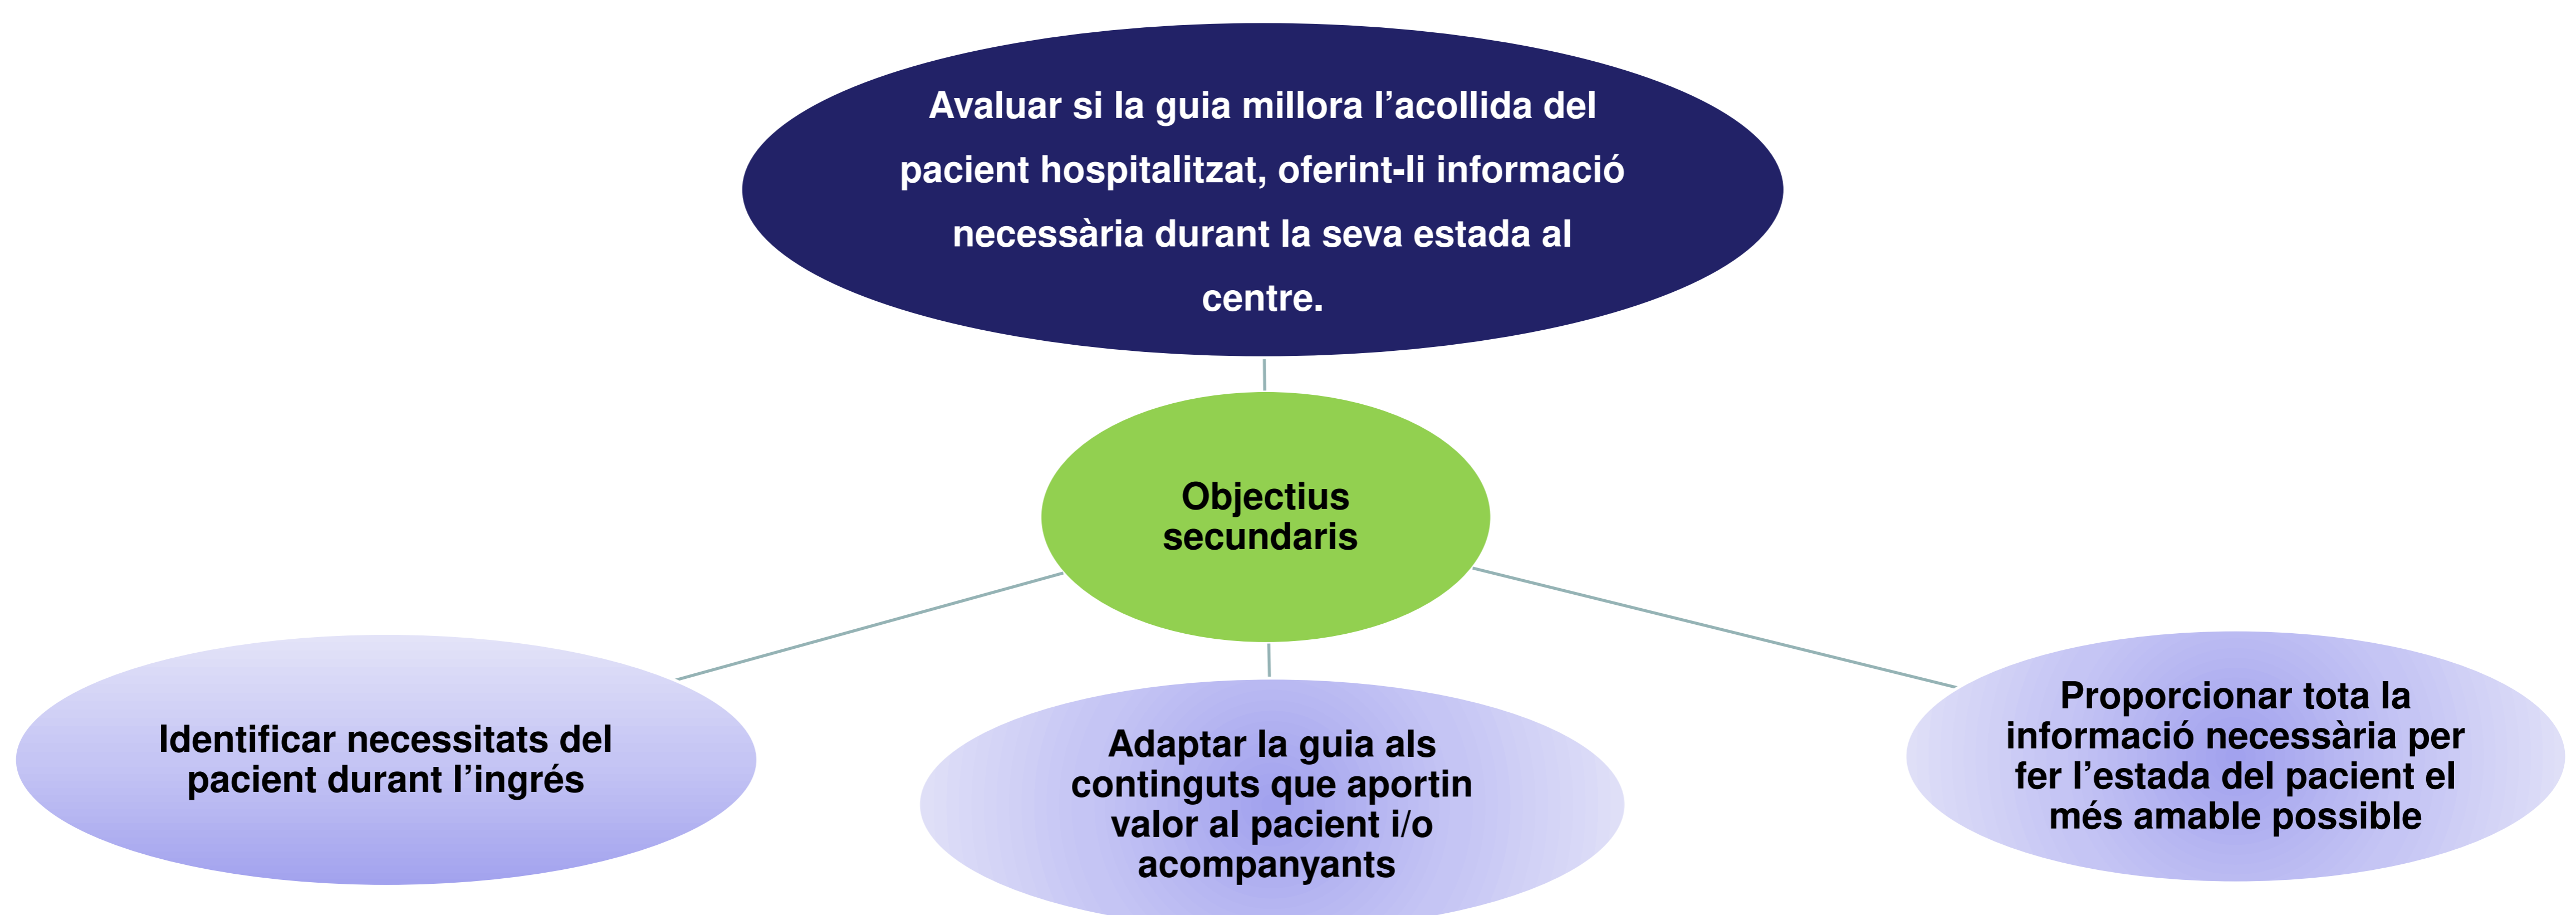 Avaluar si la guia millora l’acollida del
pacient hospitalitzat, oferint-li informació
necessària durant la seva estada al
centre.
Objectius
secundaris
Identificar necessitats del
pacient durant l’ingrés
Adaptar la guia als
continguts que aportin
valor al pacient i/o
acompanyants
Proporcionar tota la
informació necessària per
fer l’estada del pacient el
més amable possible